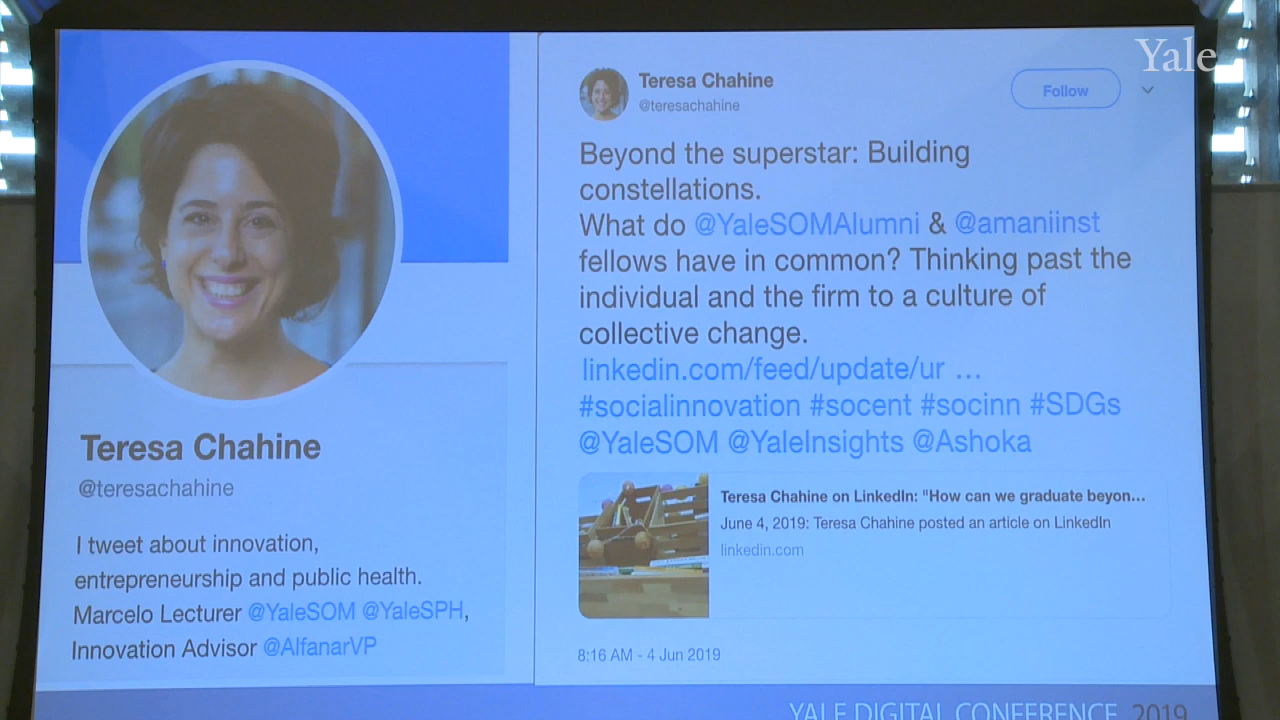 Yale
Teresa Chahine
@teresachahine
I tweet about innovation,
entrepreneurship and public health.
Marcelo Lecturer @YaleSOM @YaleSPH,
Innovation Advisor @AlfanarVP
Teresa Chahine
@teresachahine
Follow
Beyond the superstar: Building
constellations.
What do @YaleSOMAlumni & @amaniinst
fellows have in common? Thinking past the
individual and the firm to a culture of
collective change.
linkedin.com/feed/update/ur ...
#socialinnovation #socent #socinn #SDGs
@YaleSOM @YaleInsights @Ashoka
Teresa Chahine on LinkedIn: "How can we graduate beyon...
June 4, 2019: Teresa Chahine posted an article on LinkedIn
linkedin.com
8:16 AM - 4 Jun 2019
YALE DIGITAL CONFERENCE 2019